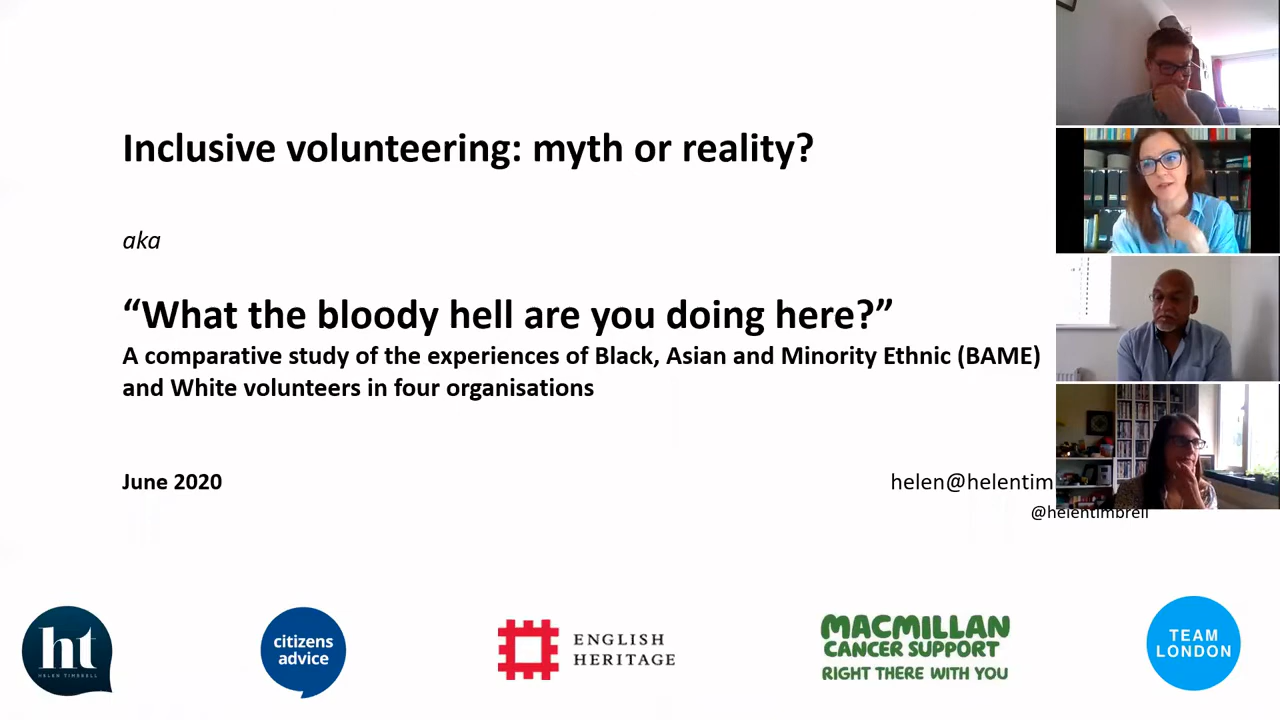 Inclusive volunteering: myth or reality?
aka
“What the bloody hell are you doing here?”
A comparative study of the experiences of Black, Asian and Minority Ethnic (BAME)
and White volunteers in four organisations
June 2020
helen@helentim
@helentimbrell
ht
HELEN TIMBRELL
citizens
advice
ENGLISH
HERITAGE
MACMILLAN
CANCER SUPPORT
RIGHT THERE WITH YOU
TEAM
LONDON